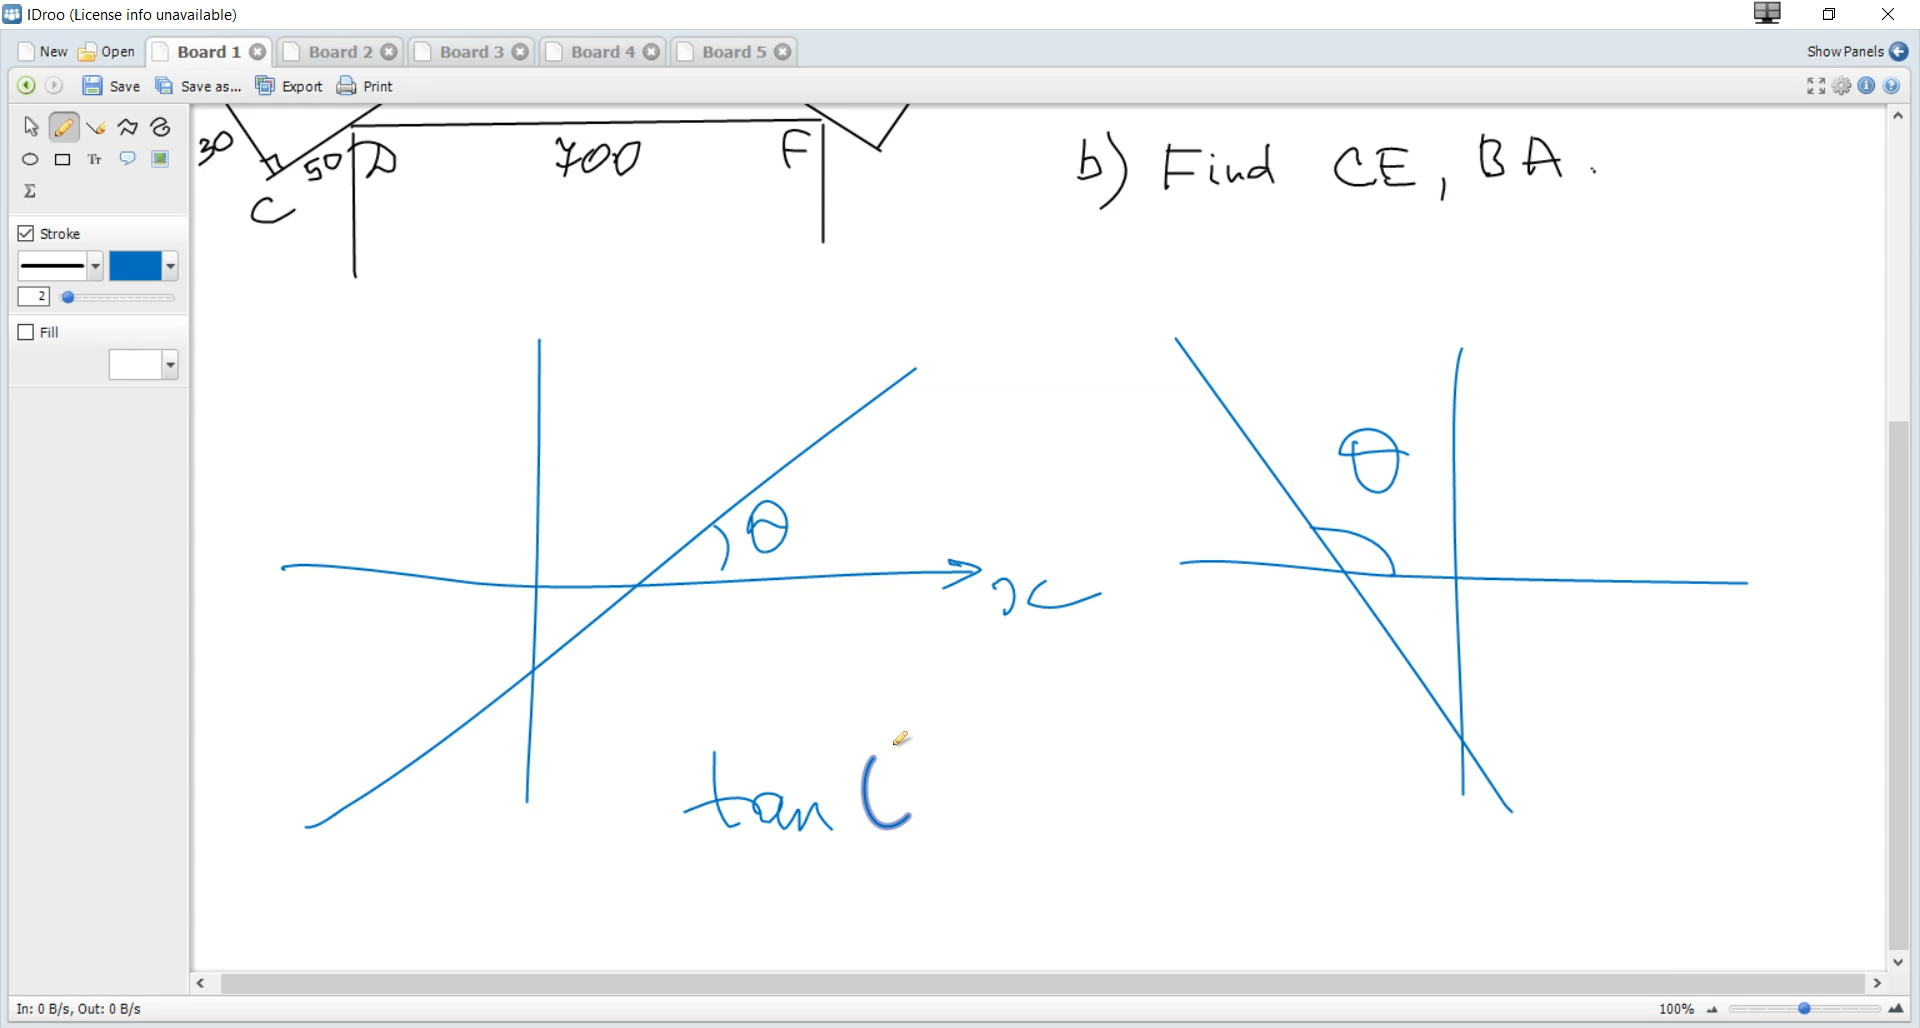 IDroo (License info unavailable)
New Open Board 1 Board 2 Board 3 Board 4 Board 5 Show Panels
Save Save as... Export Print
30 50 D 700 F
C
b) Find CE, BA.
Tт
Σ
Stroke
2
Fill
θ
θ
x
tan (
In: 0 B/s, Out: 0 B/s 100%